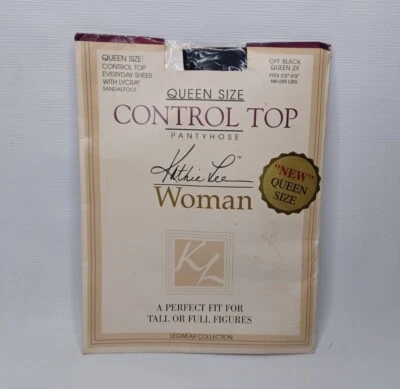 QUEEN SIZE
CONTROL TOP
EVERYDAY SHEER
WITH LYCRA®
SANDALFOOT
OFF BLACK
QUEEN 2X
QUEEN SIZE
CONTROL TOP
PANTYHOSE
Kathie Lee™
Woman
"NEW"
QUEEN
SIZE
KL
A PERFECT FIT FOR
TALL OR FULL FIGURES
LEGWEAR COLLECTION